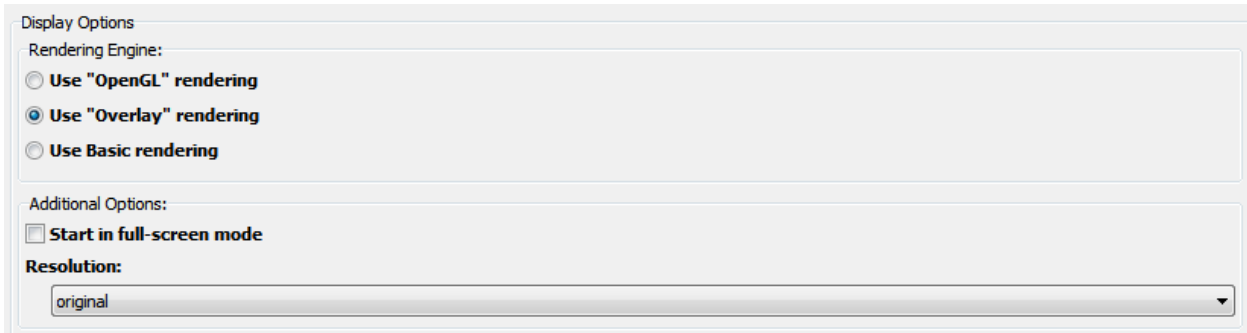 Display Options
Rendering Engine:
Use "OpenGL" rendering
Use "Overlay" rendering
Use Basic rendering
Additional Options:
Start in full-screen mode
Resolution:
original